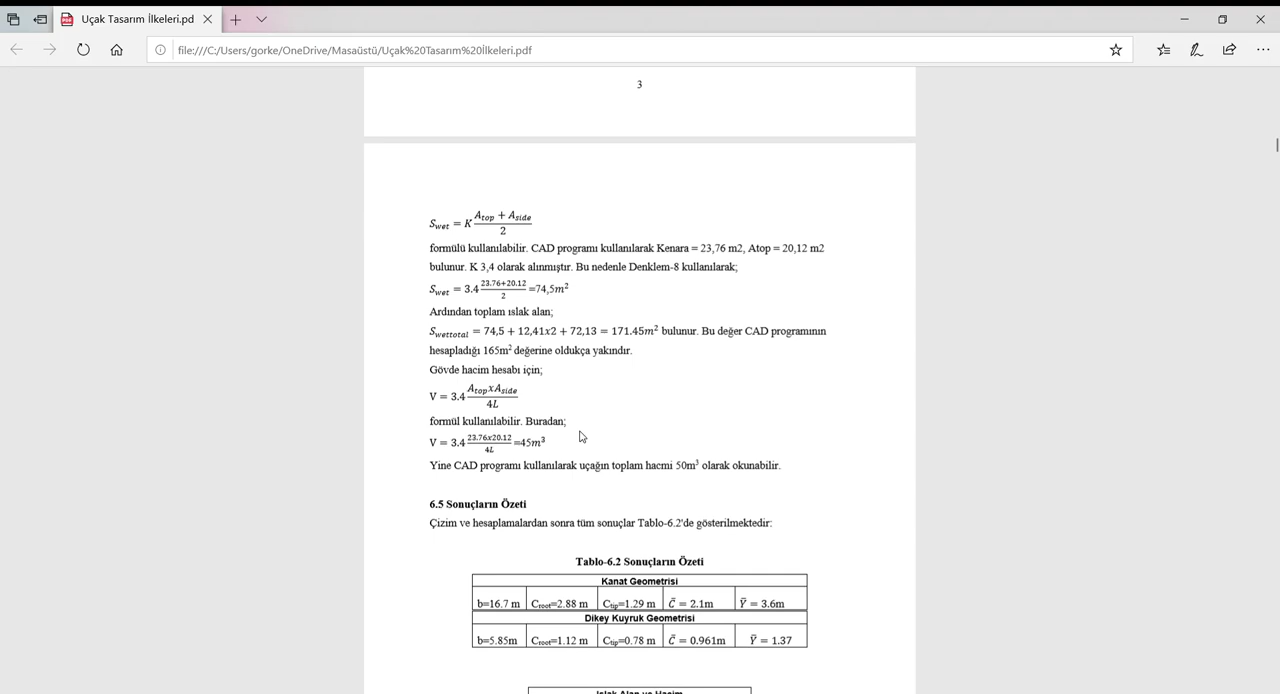 Uçak Tasarım İlkeleri.pd
file:///C:/Users/gorke/OneDrive/Masaüstü/Uçak%20Tasarım%20İlkeleri.pdf
3
S_wet = K (A_top + A_side)/2
formülü kullanılabilir. CAD programı kullanılarak Kenara = 23,76 m2, Atop = 20,12 m2
bulunur. K 3,4 olarak alınmıştır. Bu nedenle Denklem-8 kullanılarak;
S_wet = 3.4 (23.76+20.12)/2 =74,5m²
Ardından toplam ıslak alan;
S_wettotal = 74,5 + 12,41x2 + 72,13 = 171.45m² bulunur. Bu değer CAD programının
hesapladığı 165m² değerine oldukça yakındır.
Gövde hacim hesabı için;
V = 3.4 (A_top x A_side)/4L
formül kullanılabilir. Buradan;
V = 3.4 (23.76x20.12)/4L =45m³
Yine CAD programı kullanılarak uçağın toplam hacmi 50m³ olarak okunabilir.
6.5 Sonuçların Özeti
Çizim ve hesaplamalardan sonra tüm sonuçlar Tablo-6.2'de gösterilmektedir:
Tablo-6.2 Sonuçların Özeti
Kanat Geometrisi
b=16.7 m C_root=2.88 m C_tip=1.29 m C̄ = 2.1m Ȳ = 3.6m
Dikey Kuyruk Geometrisi
b=5.85m C_root=1.12 m C_tip=0.78 m C̄ = 0.961m Ȳ = 1.37
Islak Alan ve Hacim